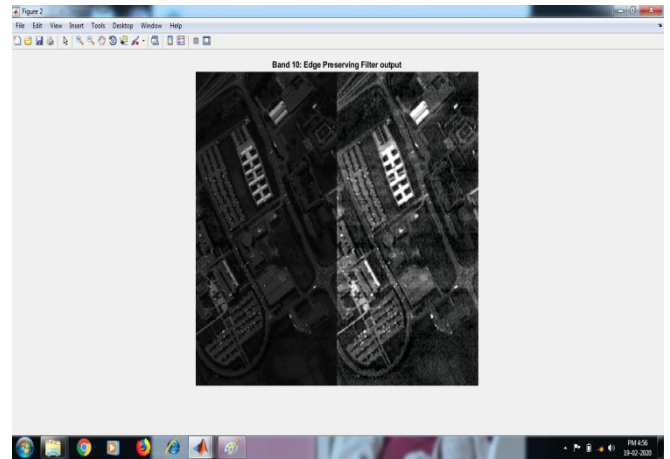 Figure 2
File Edit View Insert Tools Desktop Window Help
Band 10: Edge Preserving Filter output
PM 4:56
19-02-2020